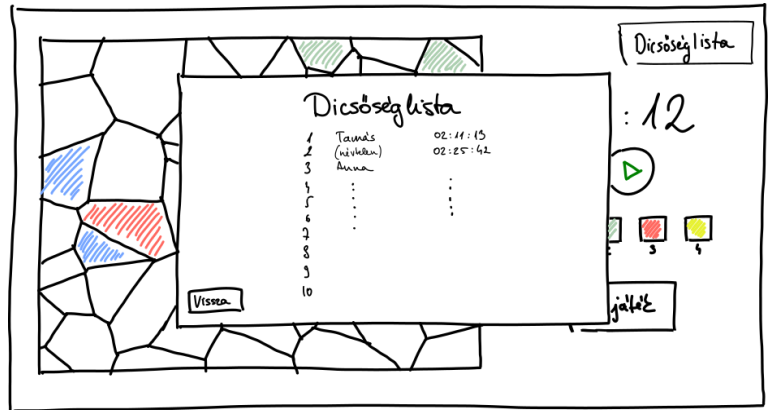 Dicsőséglista
Dicsőséglista
1 Tamás 02:11:13
2 (névtelen) 02:25:42
3 Anna
4
5
6
7
8
9
10
Vissza
: 12
3 4
játék